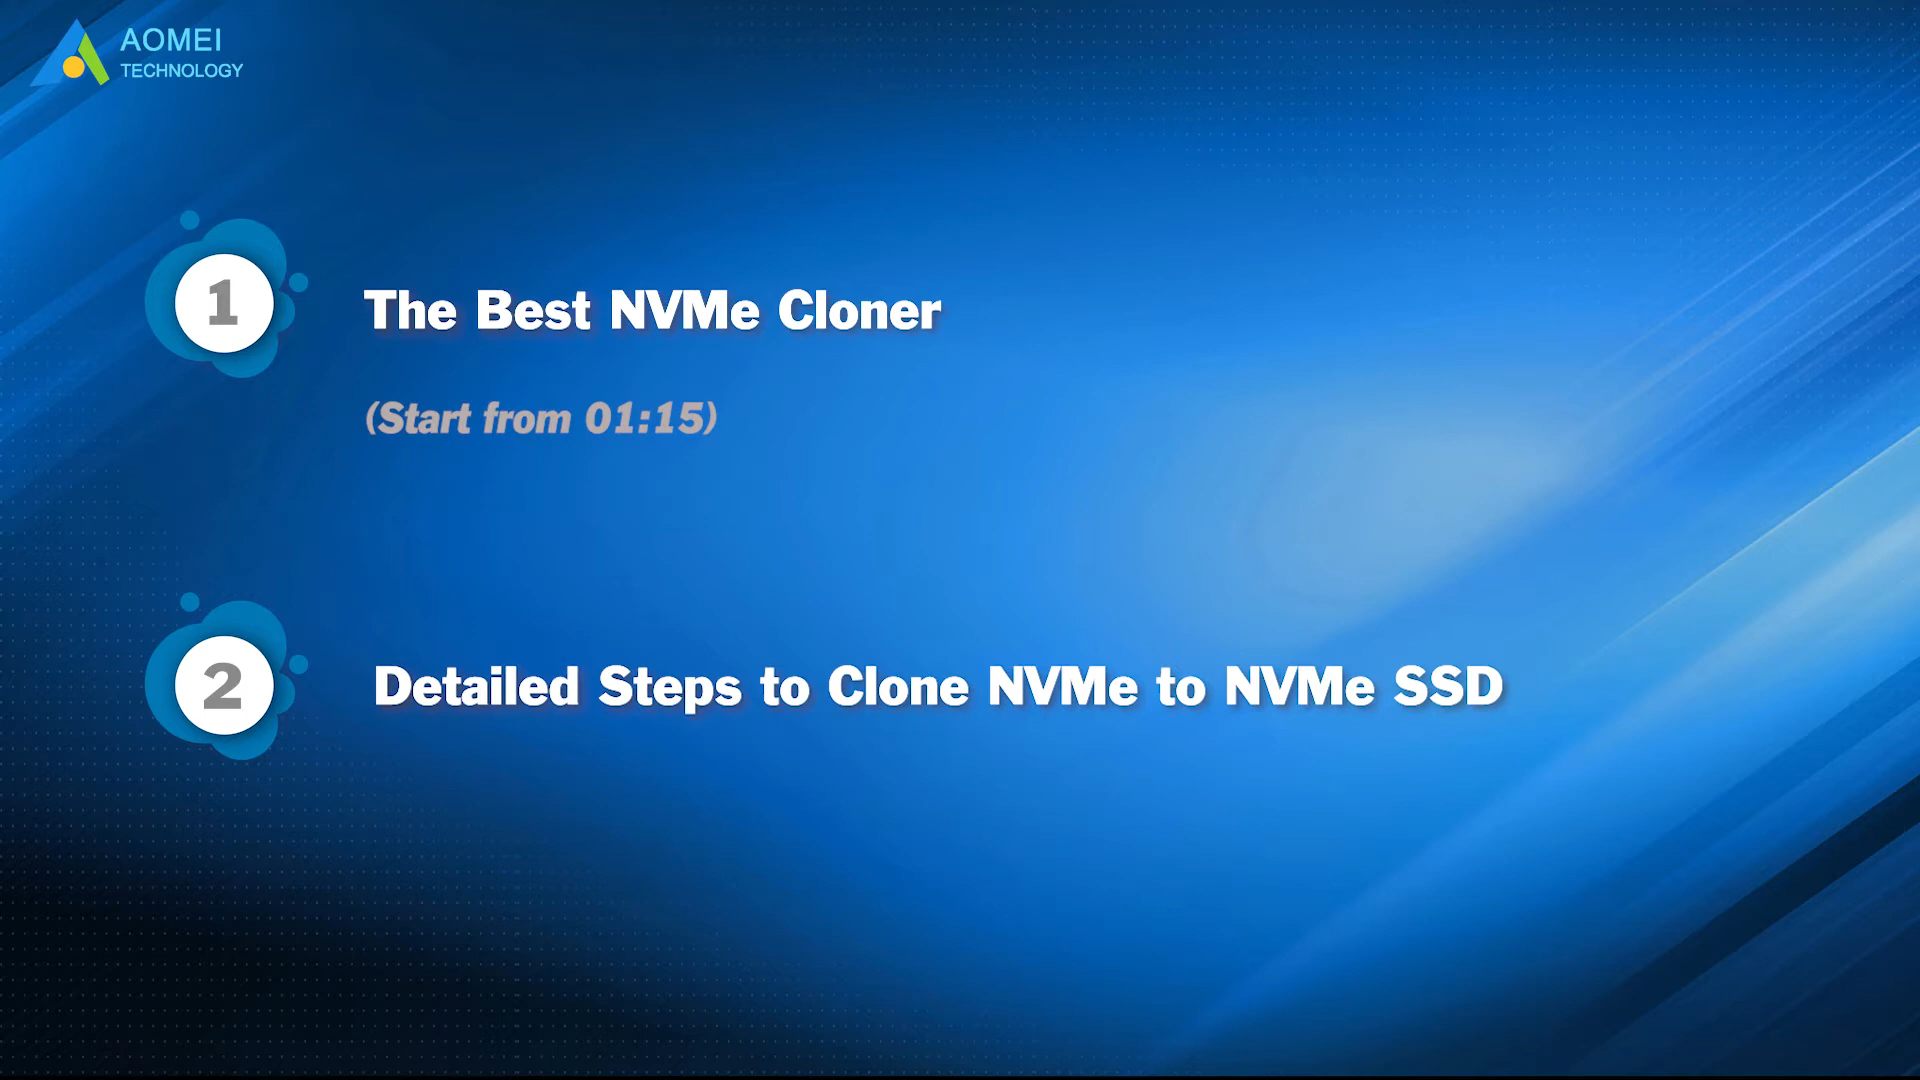 AOMEI
TECHNOLOGY
1
The Best NVMe Cloner
(Start from 01:15)
2
Detailed Steps to Clone NVMe to NVMe SSD